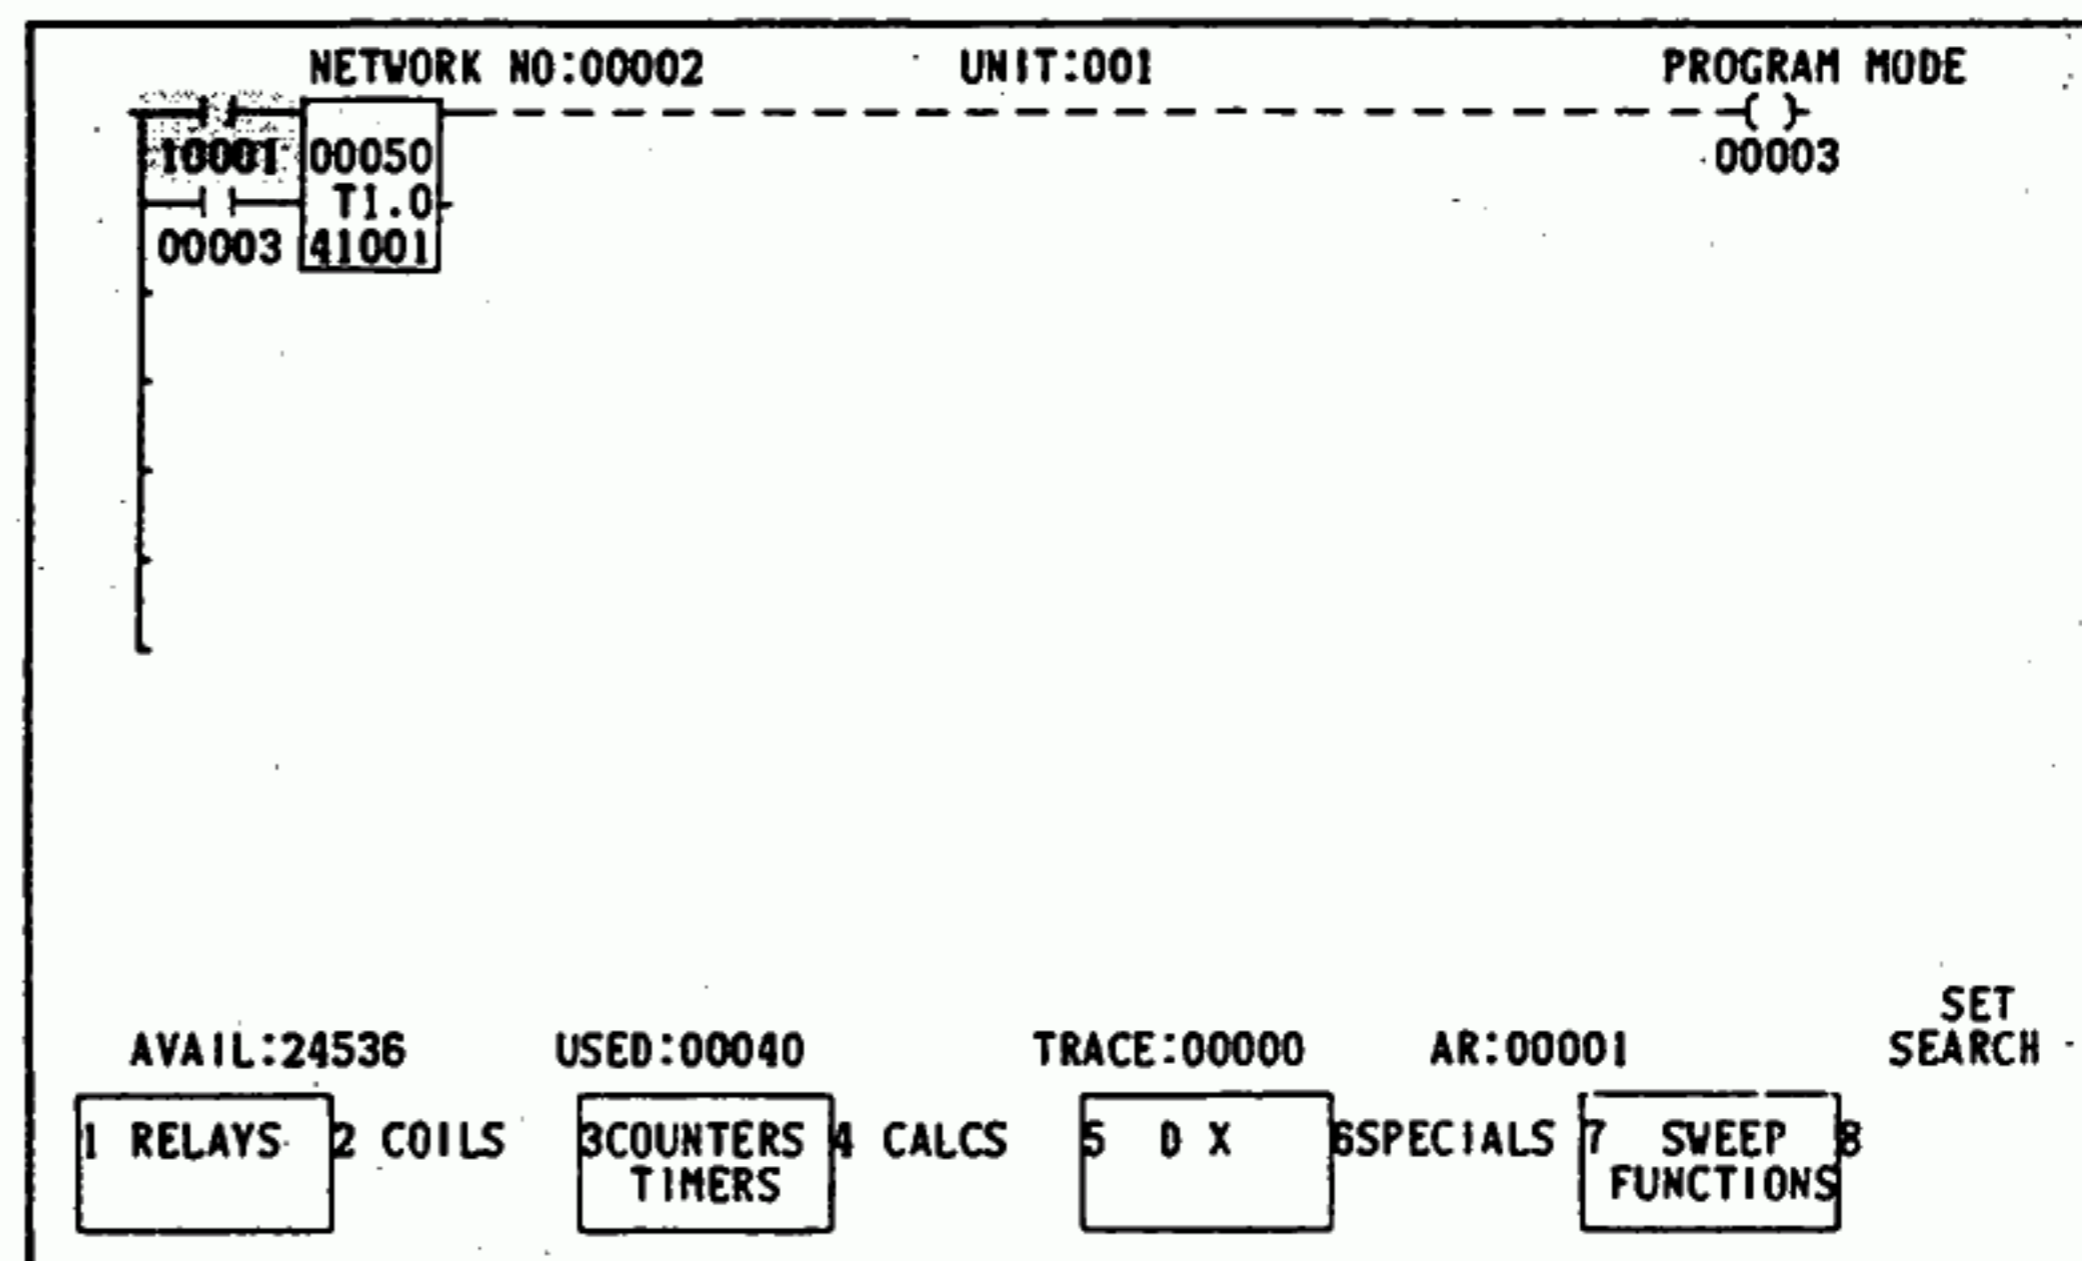 NETWORK NO:00002 UNIT:001 PROGRAM MODE
10001 00050 00003
T1.0
00003 41001
SET
AVAIL:24536 USED:00040 TRACE:00000 AR:00001 SEARCH
1 RELAYS 2 COILS 3COUNTERS 4 CALCS 5 D X 6SPECIALS 7 SWEEP 8
TIMERS FUNCTIONS